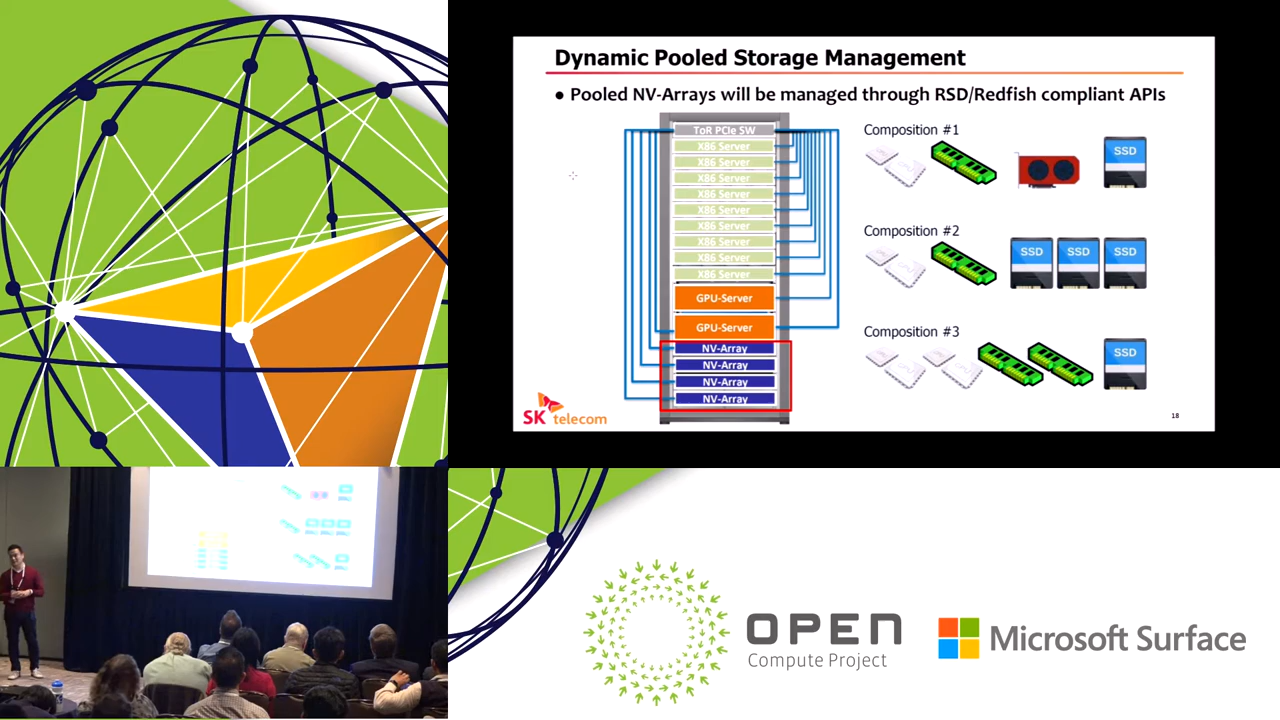 Dynamic Pooled Storage Management
● Pooled NV-Arrays will be managed through RSD/Redfish compliant APIs
ToR PCIe SW
X86 Server
X86 Server
X86 Server
X86 Server
X86 Server
X86 Server
X86 Server
X86 Server
X86 Server
GPU-Server
GPU-Server
NV-Array
NV-Array
NV-Array
NV-Array
Composition #1
SSD
Composition #2
SSD SSD SSD
Composition #3
SSD
SK telecom
18
OPEN
Compute Project
Microsoft Surface